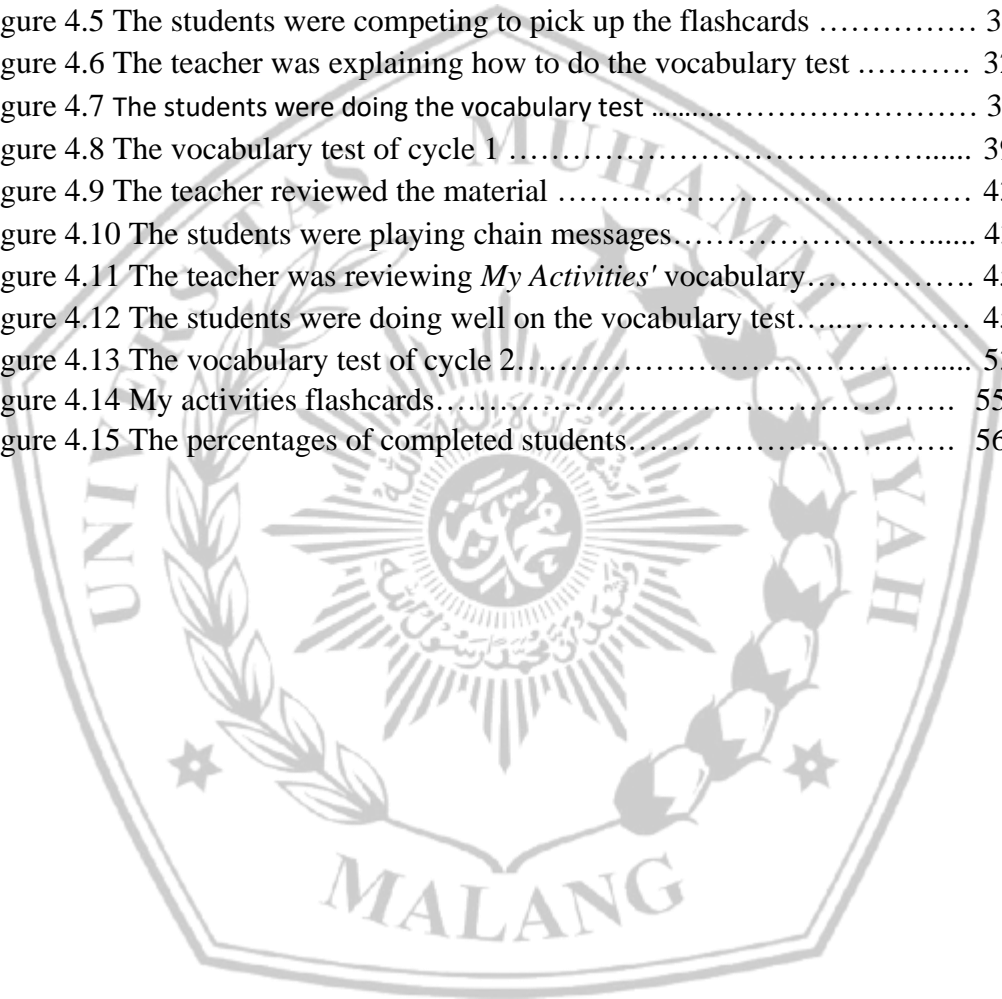 gure 4.5 The students were competing to pick up the flashcards …………… 3
gure 4.6 The teacher was explaining how to do the vocabulary test .………. 3
gure 4.7 The students were doing the vocabulary test ……....…………………… 3
gure 4.8 The vocabulary test of cycle 1 …………………………………...... 39
gure 4.9 The teacher reviewed the material ………………………………… 4
gure 4.10 The students were playing chain messages……………………...... 4
gure 4.11 The teacher was reviewing My Activities' vocabulary……………. 4
gure 4.12 The students were doing well on the vocabulary test…...………… 4
gure 4.13 The vocabulary test of cycle 2…………………………………..... 5
gure 4.14 My activities flashcards…………………………………………… 55
gure 4.15 The percentages of completed students…………………………. 56
UNIVERSITAS MUHAMMADIYAH
MALANG